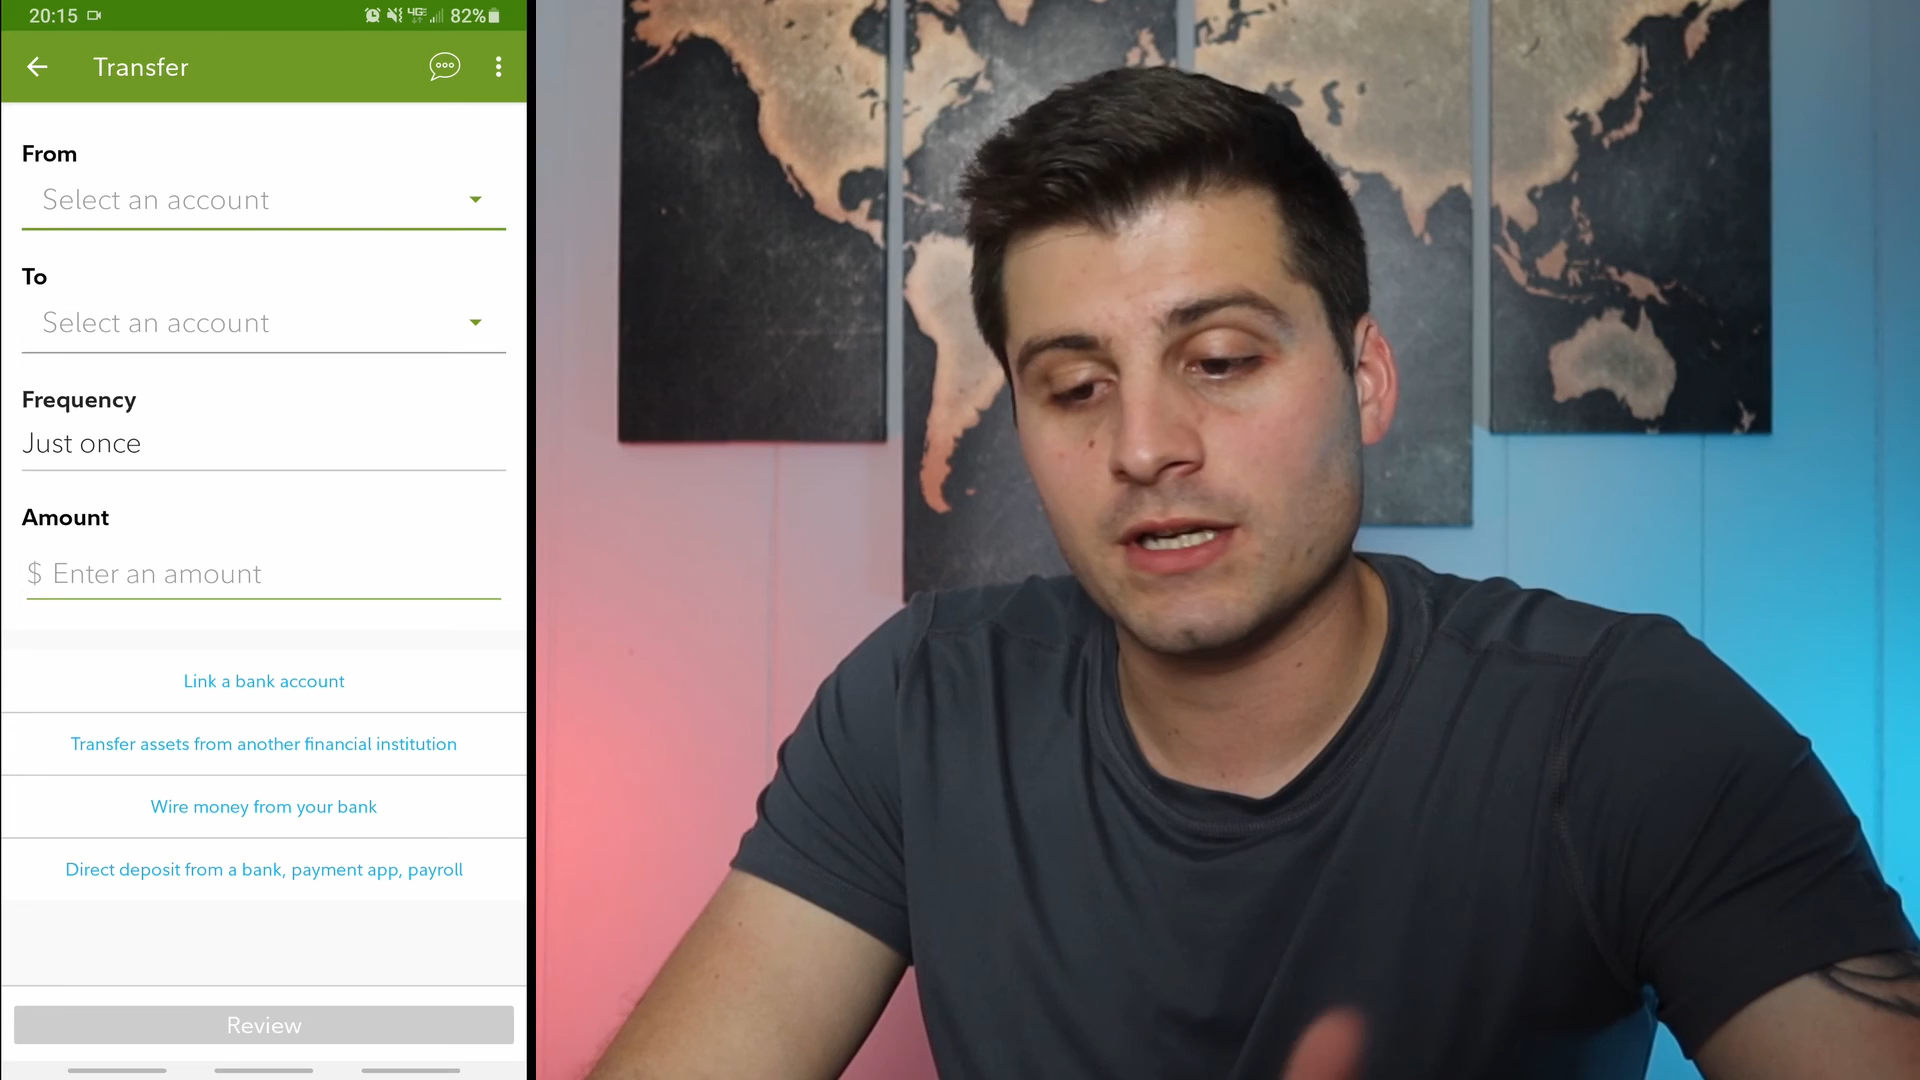 20:15
4GE
82%
Transfer
From
Select an account
To
Select an account
Frequency
Just once
Amount
$ Enter an amount
Link a bank account
Transfer assets from another financial institution
Wire money from your bank
Direct deposit from a bank, payment app, payroll
Review